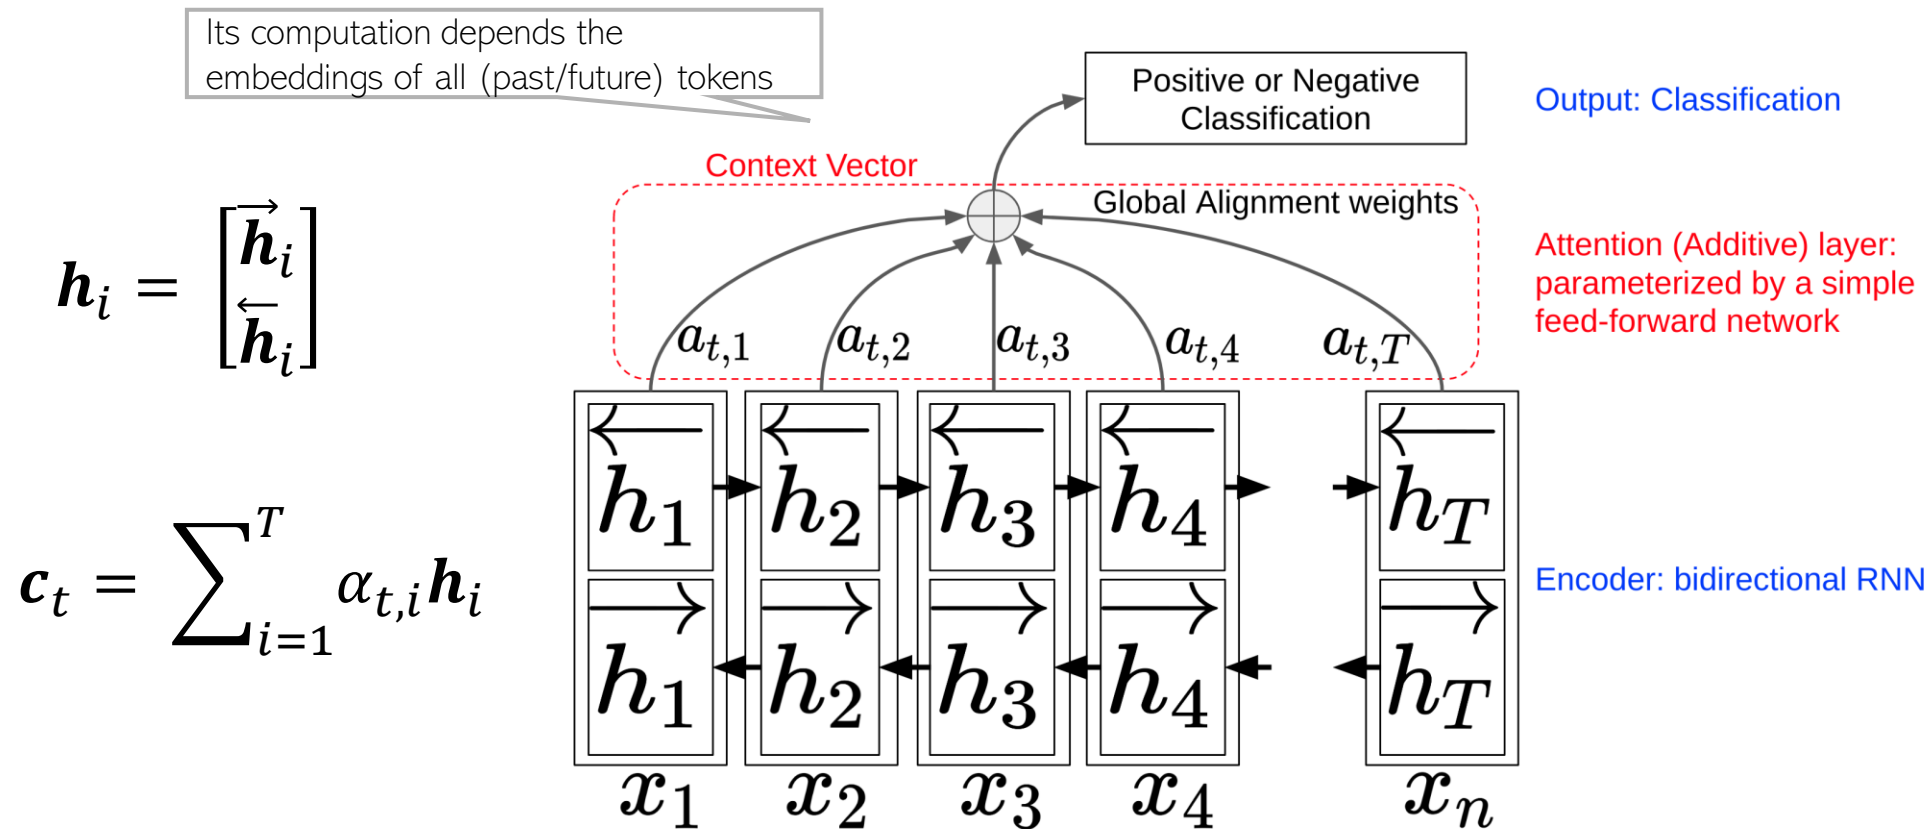 Its computation depends the
embeddings of all (past/future) tokens
Positive or Negative
Classification
Output: Classification
Context Vector
Global Alignment weights
Attention (Additive) layer:
parameterized by a simple
feed-forward network
𝒉ᵢ = [→𝒉ᵢ ←𝒉ᵢ]
a_{t,1} a_{t,2} a_{t,3} a_{t,4} a_{t,T}
←h_1 ←h_2 ←h_3 ←h_4 ←h_T
𝒄_t = ∑_{i=1}^{T} α_{t,i} 𝒉_i
Encoder: bidirectional RNN
→h_1 →h_2 →h_3 →h_4 →h_T
x_1 x_2 x_3 x_4 x_n